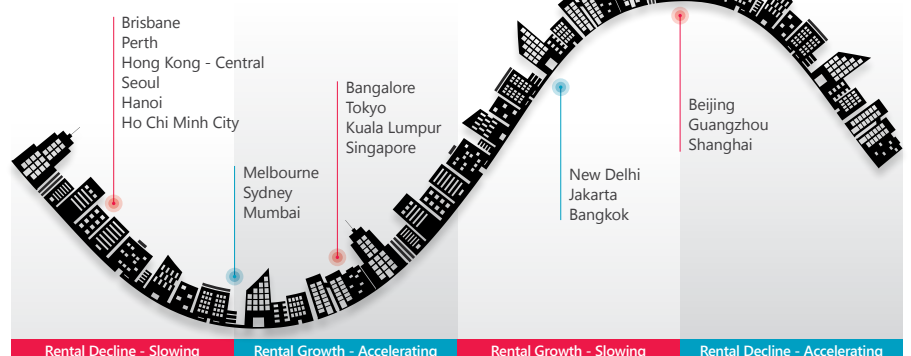 Brisbane
Perth
Hong Kong - Central
Seoul
Hanoi
Ho Chi Minh City
Melbourne
Sydney
Mumbai
Bangalore
Tokyo
Kuala Lumpur
Singapore
New Delhi
Jakarta
Bangkok
Beijing
Guangzhou
Shanghai
Rental Decline - Slowing
Rental Growth - Accelerating
Rental Growth - Slowing
Rental Decline - Accelerating